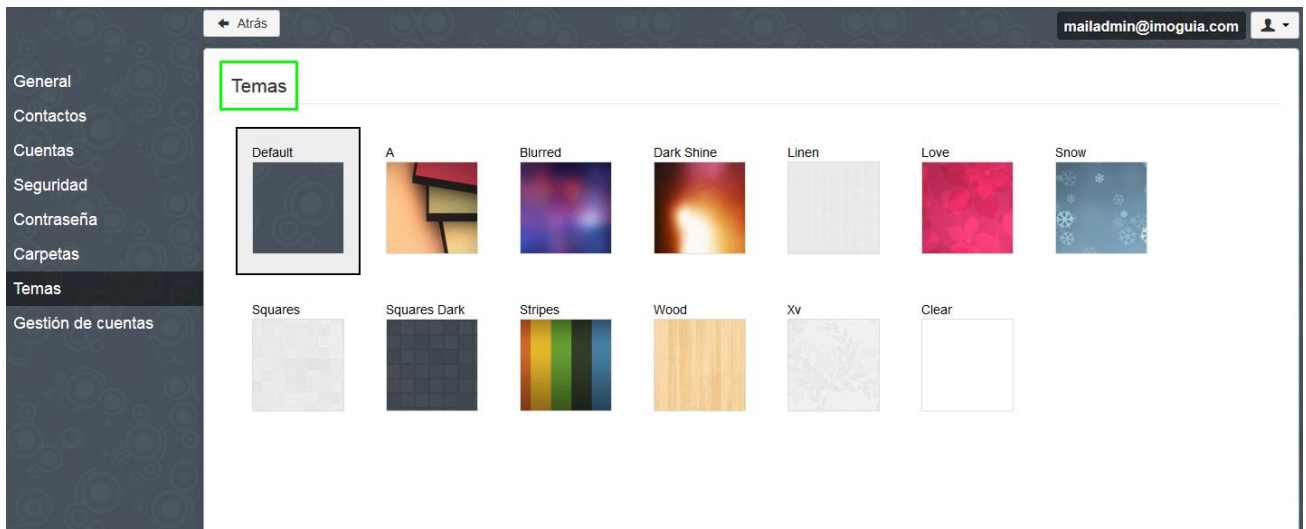 Atrás
mailadmin@imoguia.com
General
Contactos
Cuentas
Seguridad
Contraseña
Carpetas
Temas
Gestión de cuentas
Temas
Default
A
Blurred
Dark Shine
Linen
Love
Snow
Squares
Squares Dark
Stripes
Wood
Xv
Clear